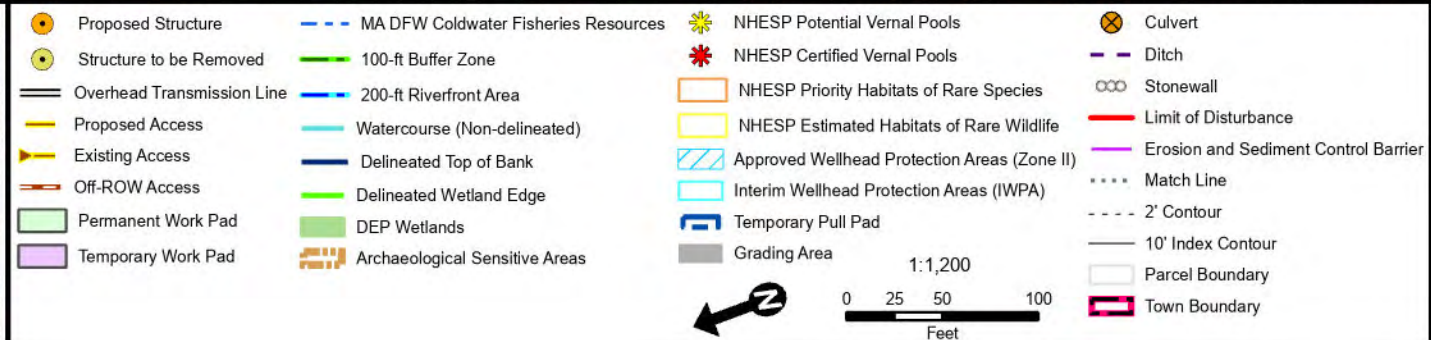 Proposed Structure
Structure to be Removed
Overhead Transmission Line
Proposed Access
Existing Access
Off-ROW Access
Permanent Work Pad
Temporary Work Pad
MA DFW Coldwater Fisheries Resources
100-ft Buffer Zone
200-ft Riverfront Area
Watercourse (Non-delineated)
Delineated Top of Bank
Delineated Wetland Edge
DEP Wetlands
Archaeological Sensitive Areas
NHESP Potential Vernal Pools
NHESP Certified Vernal Pools
NHESP Priority Habitats of Rare Species
NHESP Estimated Habitats of Rare Wildlife
Approved Wellhead Protection Areas (Zone II)
Interim Wellhead Protection Areas (IWPA)
Temporary Pull Pad
Grading Area
N
1:1,200
0 25 50 100
Feet
Culvert
Ditch
Stonewall
Limit of Disturbance
Erosion and Sediment Control Barrier
Match Line
2' Contour
10' Index Contour
Parcel Boundary
Town Boundary